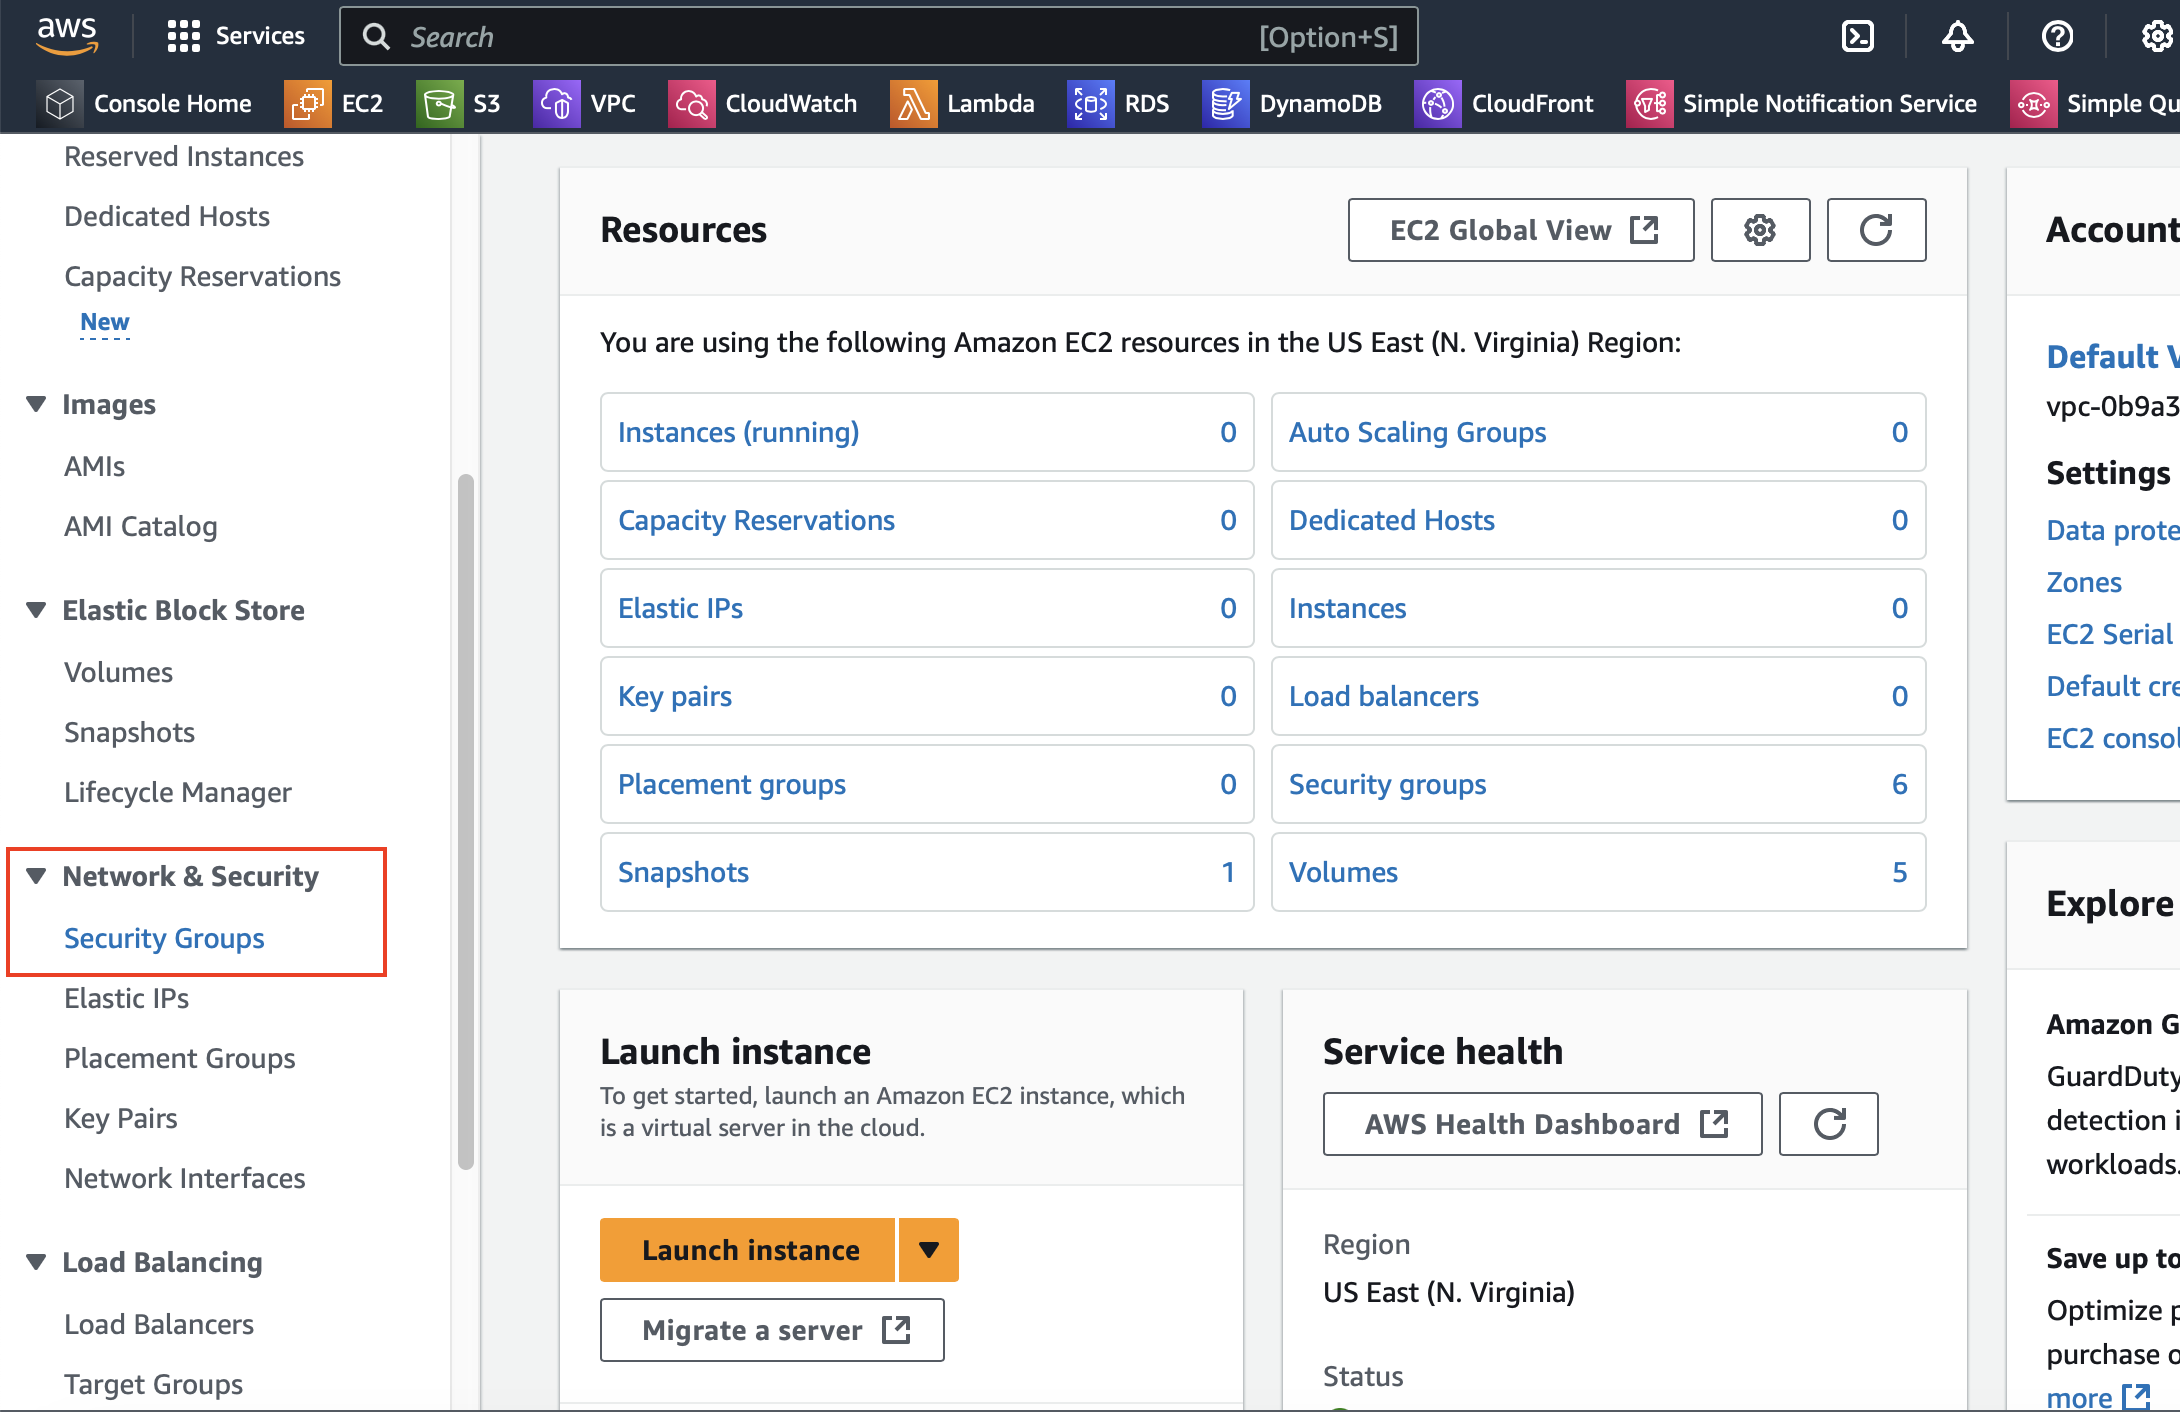 aws
Services
Search
[Option+S]
Console Home
EC2
S3
VPC
CloudWatch
Lambda
RDS
DynamoDB
CloudFront
Simple Notification Service
Simple Qu
Reserved Instances
Dedicated Hosts
Capacity Reservations
New
Images
AMIs
AMI Catalog
Elastic Block Store
Volumes
Snapshots
Lifecycle Manager
Network & Security
Security Groups
Elastic IPs
Placement Groups
Key Pairs
Network Interfaces
Load Balancing
Load Balancers
Target Groups
Resources
EC2 Global View
You are using the following Amazon EC2 resources in the US East (N. Virginia) Region:
Instances (running) 0
Auto Scaling Groups 0
Capacity Reservations 0
Dedicated Hosts 0
Elastic IPs 0
Instances 0
Key pairs 0
Load balancers 0
Placement groups 0
Security groups 6
Snapshots 1
Volumes 5
Launch instance
To get started, launch an Amazon EC2 instance, which
is a virtual server in the cloud.
Launch instance
Migrate a server
Service health
AWS Health Dashboard
Region
US East (N. Virginia)
Status
Account
Default V
vpc-0b9a3
Settings
Data prote
Zones
EC2 Serial
Default cre
EC2 consol
Explore
Amazon G
GuardDuty
detection i
workloads.
Save up to
Optimize p
purchase o
more